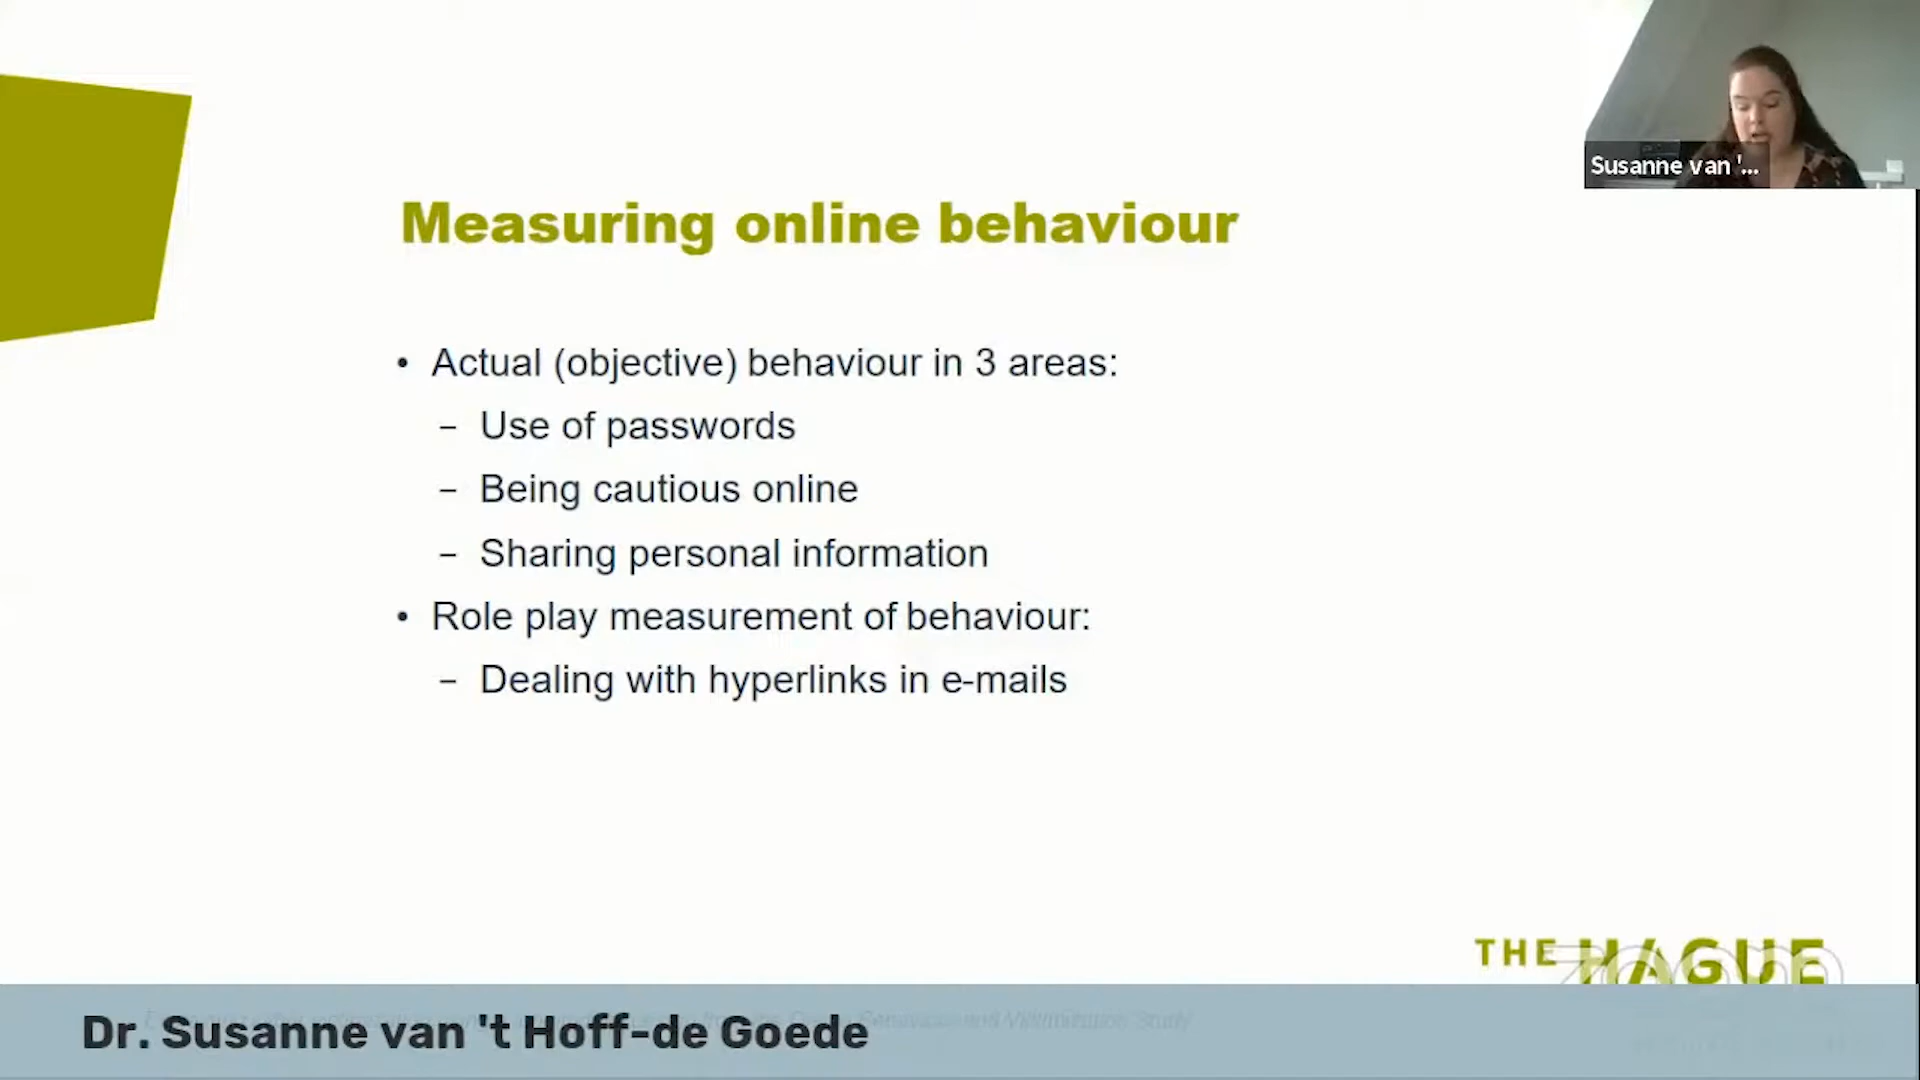 Susanne van '...
Measuring online behaviour
• Actual (objective) behaviour in 3 areas:
– Use of passwords
– Being cautious online
– Sharing personal information
• Role play measurement of behaviour:
– Dealing with hyperlinks in e-mails
THE HAGUE
zoom
Dr. Susanne van 't Hoff-de Goede